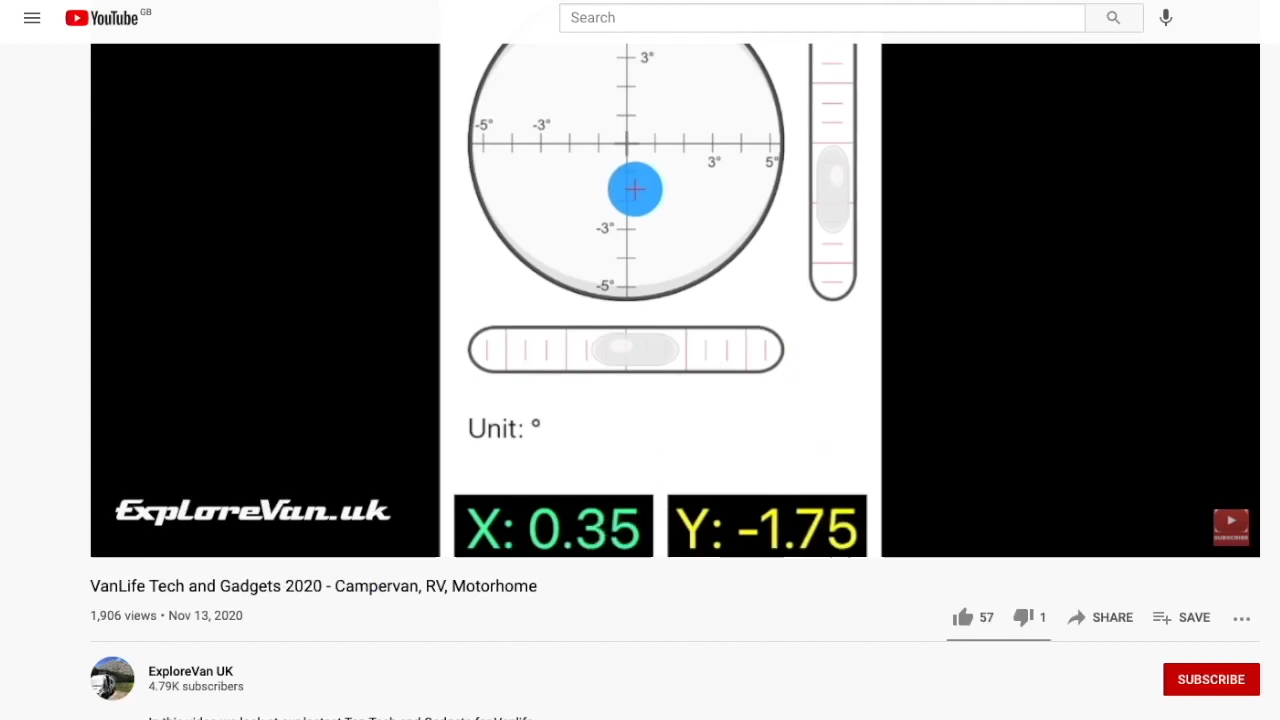 YouTube GB
Search
3°
-5° -3°
3° 5°
-3°
-5°
Unit: °
ExploreVan.uk
X: 0.35 Y: -1.75
SUBSCRIBE
VanLife Tech and Gadgets 2020 - Campervan, RV, Motorhome
1,906 views • Nov 13, 2020
57 1 SHARE SAVE
ExploreVan UK
4.79K subscribers
SUBSCRIBE